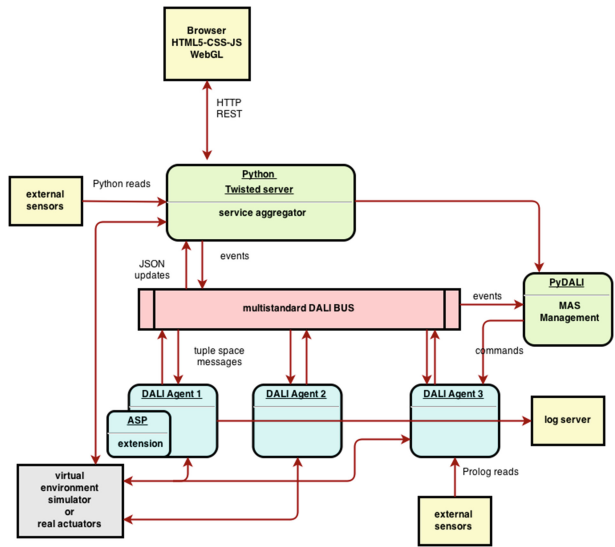 Browser
HTML5-CSS-JS
WebGL
HTTP
REST
Python
Twisted server
service aggregator
Python reads
external
sensors
JSON
updates
events
PyDALI
MAS
Management
multistandard DALI BUS
events
tuple space
messages
commands
DALI Agent 1
ASP
extension
DALI Agent 2
DALI Agent 3
log server
virtual
environment
simulator
or
real actuators
Prolog reads
external
sensors